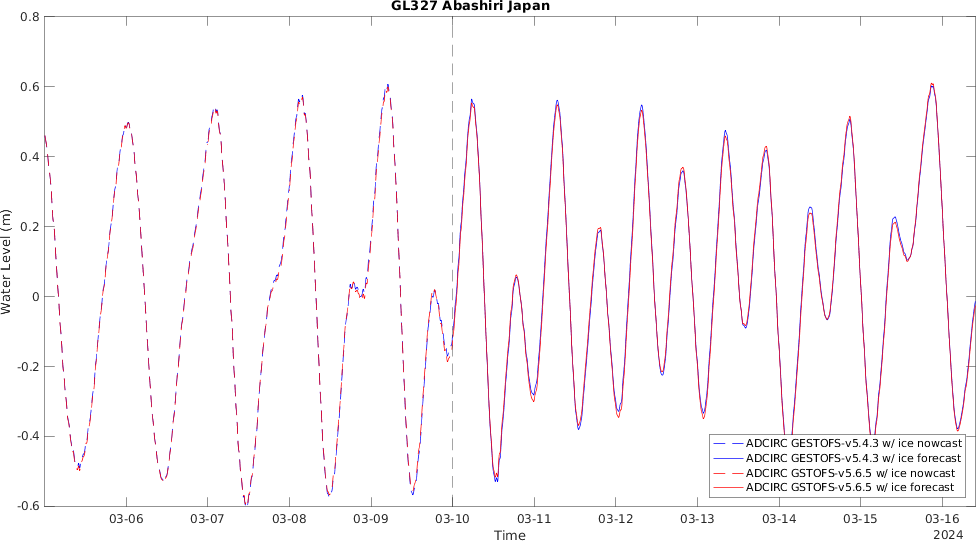 GL327 Abashiri Japan
0.8
0.6
0.4
0.2
0
-0.2
-0.4
-0.6
Water Level (m)
ADCIRC GESTOFS-v5.4.3 w/ ice nowcast
ADCIRC GESTOFS-v5.4.3 w/ ice forecast
ADCIRC GSTOFS-v5.6.5 w/ ice nowcast
ADCIRC GSTOFS-v5.6.5 w/ ice forecast
03-06 03-07 03-08 03-09 03-10 03-11 03-12 03-13 03-14 03-15 03-16
Time
2024